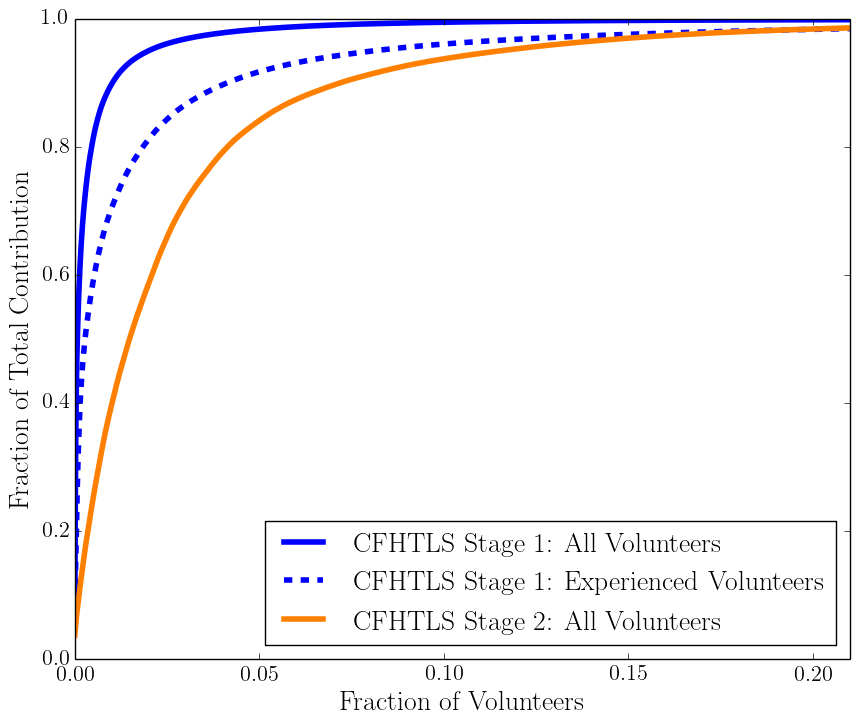 1.0
0.8
0.6
0.4
0.2
0.0
Fraction of Total Contribution
CFHTLS Stage 1: All Volunteers
CFHTLS Stage 1: Experienced Volunteers
CFHTLS Stage 2: All Volunteers
0.00 0.05 0.10 0.15 0.20
Fraction of Volunteers